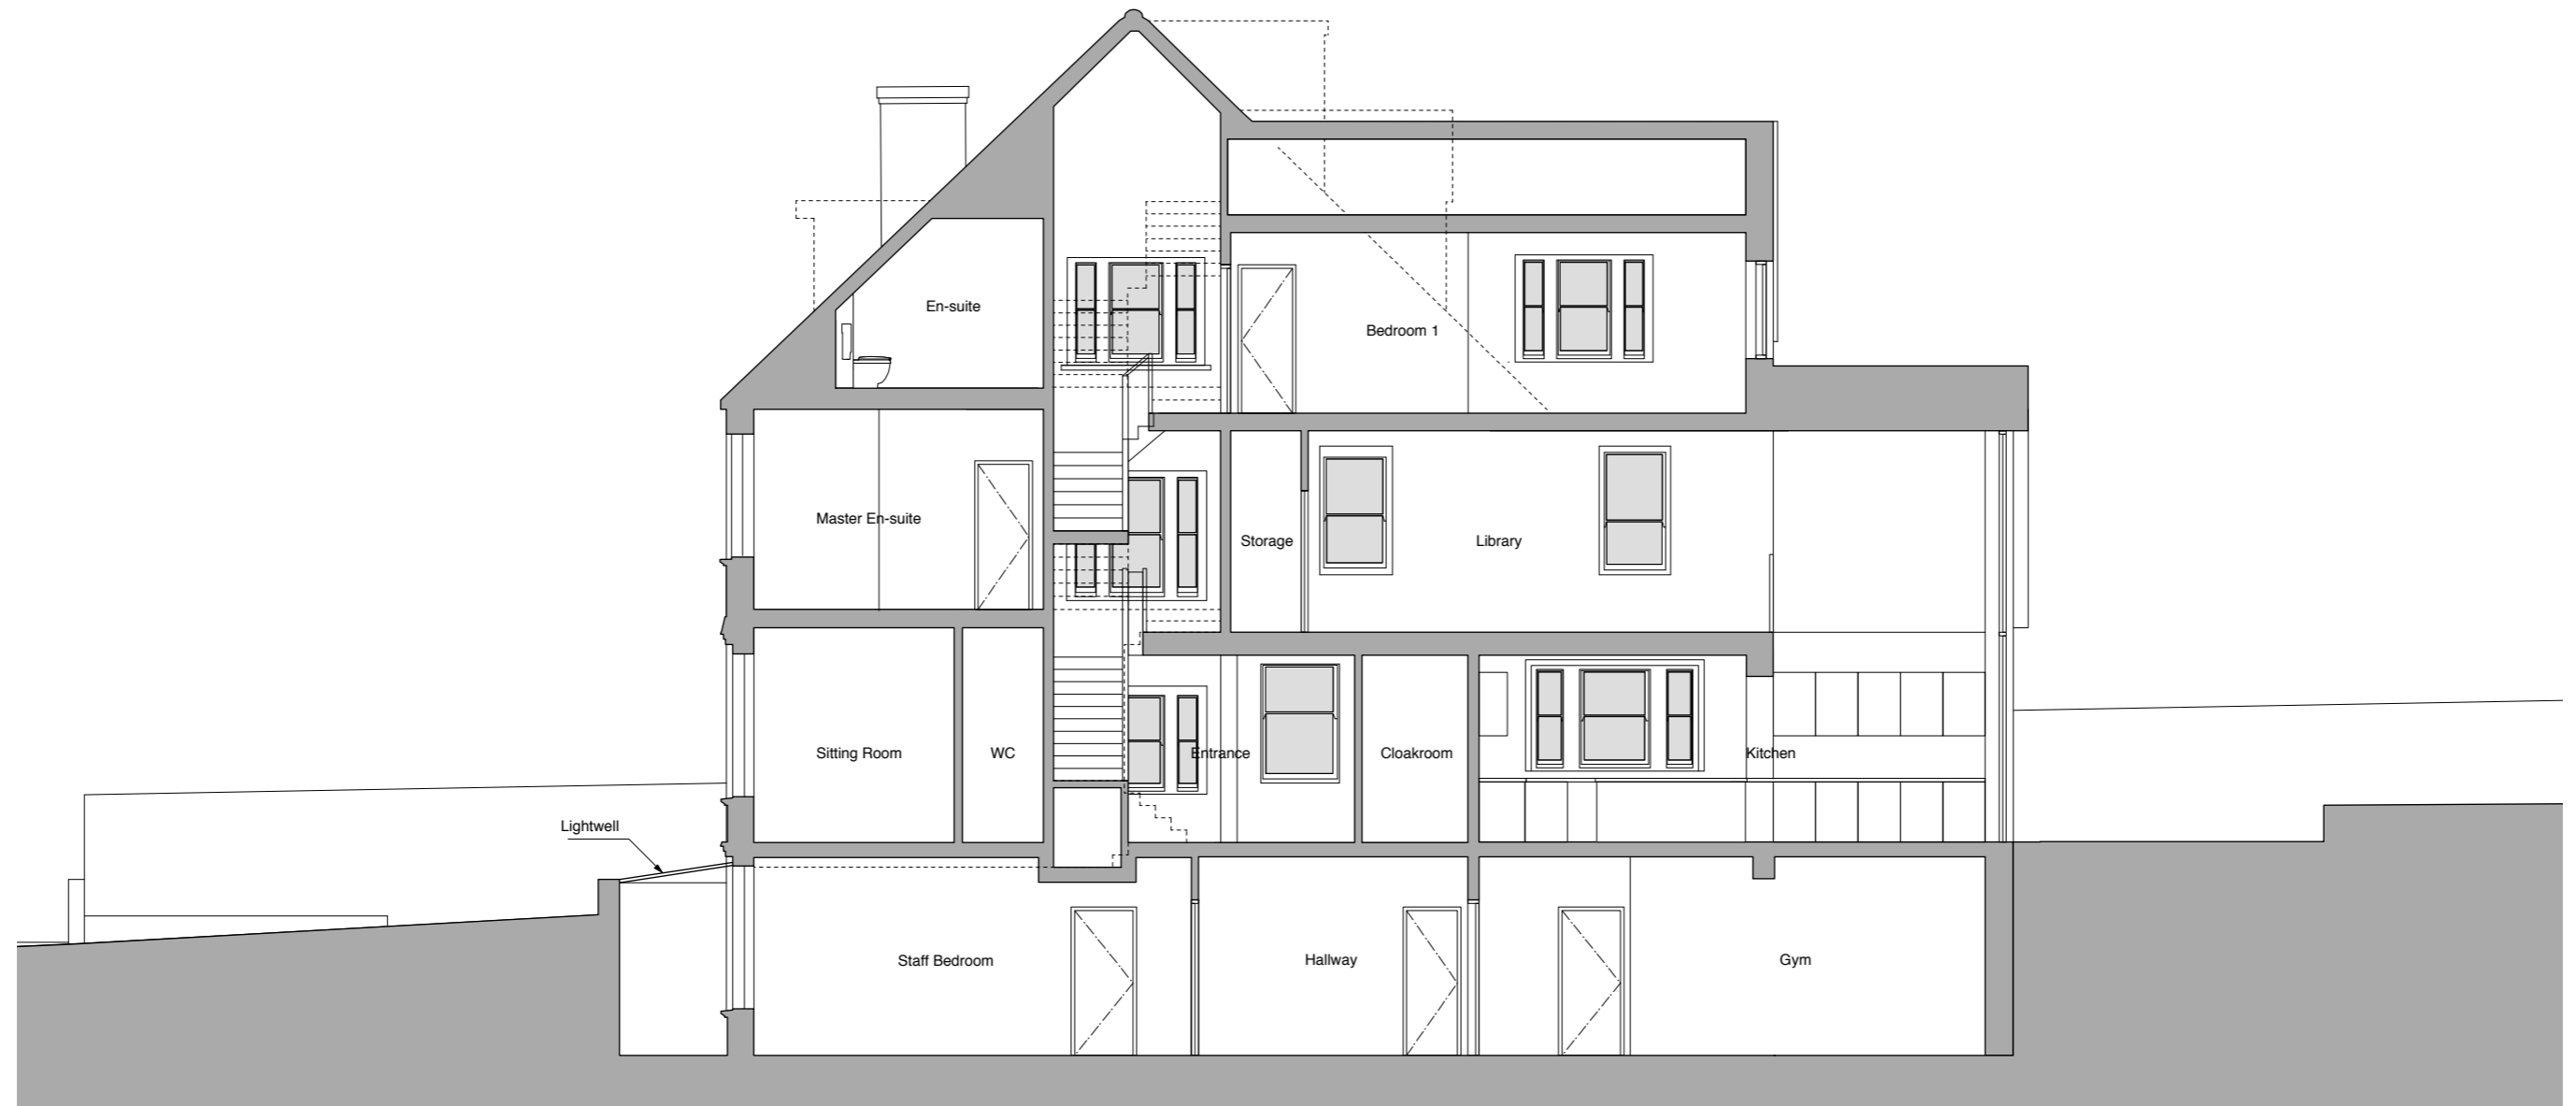 En-suite
Bedroom 1
Master En-suite
Storage
Library
Sitting Room
WC
Entrance
Cloakroom
Kitchen
Lightwell
Staff Bedroom
Hallway
Gym